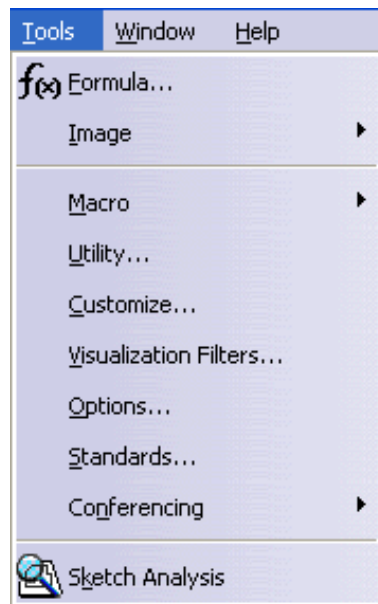 Tools Window Help
f(x) Formula...
Image
Macro
Utility...
Customize...
Visualization Filters...
Options...
Standards...
Conferencing
Sketch Analysis